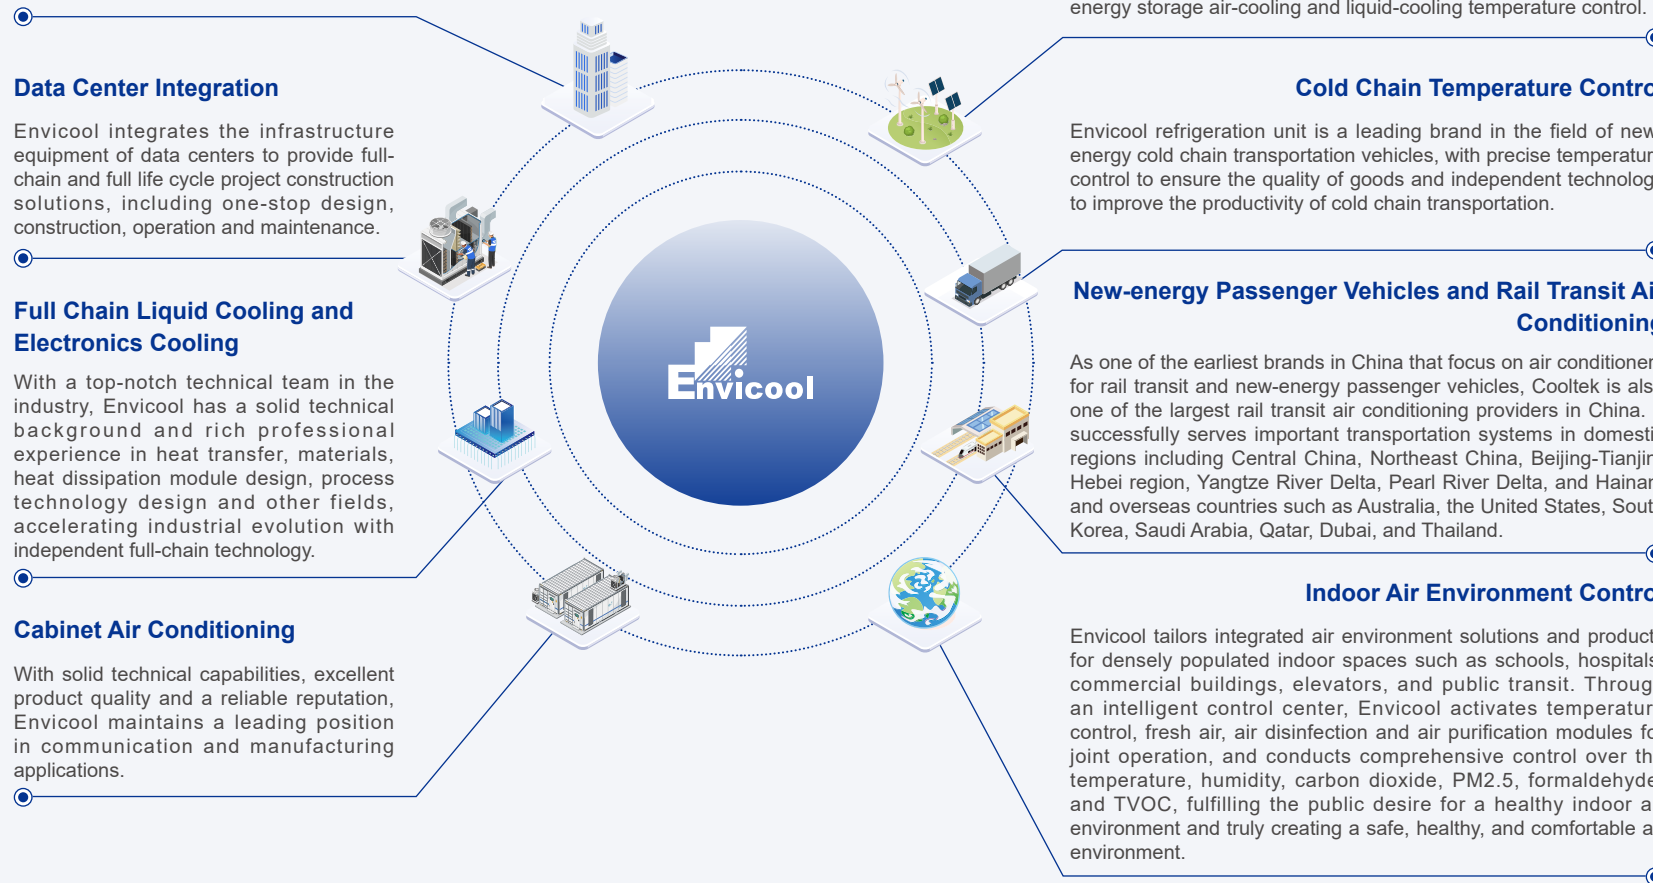 Data Center Integration
Envicool integrates the infrastructure
equipment of data centers to provide full-
chain and full life cycle project construction
solutions, including one-stop design,
construction, operation and maintenance.
Full Chain Liquid Cooling and
Electronics Cooling
With a top-notch technical team in the
industry, Envicool has a solid technical
background and rich professional
experience in heat transfer, materials,
heat dissipation module design, process
technology design and other fields,
accelerating industrial evolution with
independent full-chain technology.
Cabinet Air Conditioning
With solid technical capabilities, excellent
product quality and a reliable reputation,
Envicool maintains a leading position
in communication and manufacturing
applications.
Envicool
energy storage air-cooling and liquid-cooling temperature control.
Cold Chain Temperature Contro
Envicool refrigeration unit is a leading brand in the field of new
energy cold chain transportation vehicles, with precise temperatur
control to ensure the quality of goods and independent technolog
to improve the productivity of cold chain transportation.
New-energy Passenger Vehicles and Rail Transit Ai
Conditioning
As one of the earliest brands in China that focus on air conditioner
for rail transit and new-energy passenger vehicles, Cooltek is als
one of the largest rail transit air conditioning providers in China.
successfully serves important transportation systems in domesti
regions including Central China, Northeast China, Beijing-Tianjin
Hebei region, Yangtze River Delta, Pearl River Delta, and Hainan
and overseas countries such as Australia, the United States, Sout
Korea, Saudi Arabia, Qatar, Dubai, and Thailand.
Indoor Air Environment Contro
Envicool tailors integrated air environment solutions and product
for densely populated indoor spaces such as schools, hospitals
commercial buildings, elevators, and public transit. Throug
an intelligent control center, Envicool activates temperatur
control, fresh air, air disinfection and air purification modules fo
joint operation, and conducts comprehensive control over th
temperature, humidity, carbon dioxide, PM2.5, formaldehyde
and TVOC, fulfilling the public desire for a healthy indoor a
environment and truly creating a safe, healthy, and comfortable a
environment.